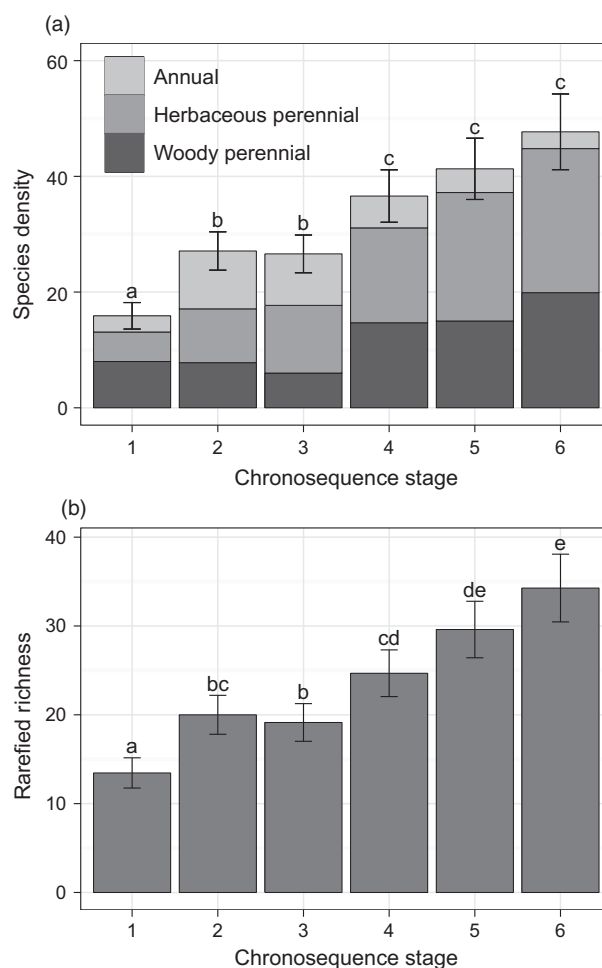 (a)
60
40
20
0
Species density
Annual
Herbaceous perennial
Woody perennial
a
b
b
c
c
c
1 2 3 4 5 6
Chronosequence stage
(b)
40
30
20
10
0
Rarefied richness
a
bc
b
cd
de
e
1 2 3 4 5 6
Chronosequence stage